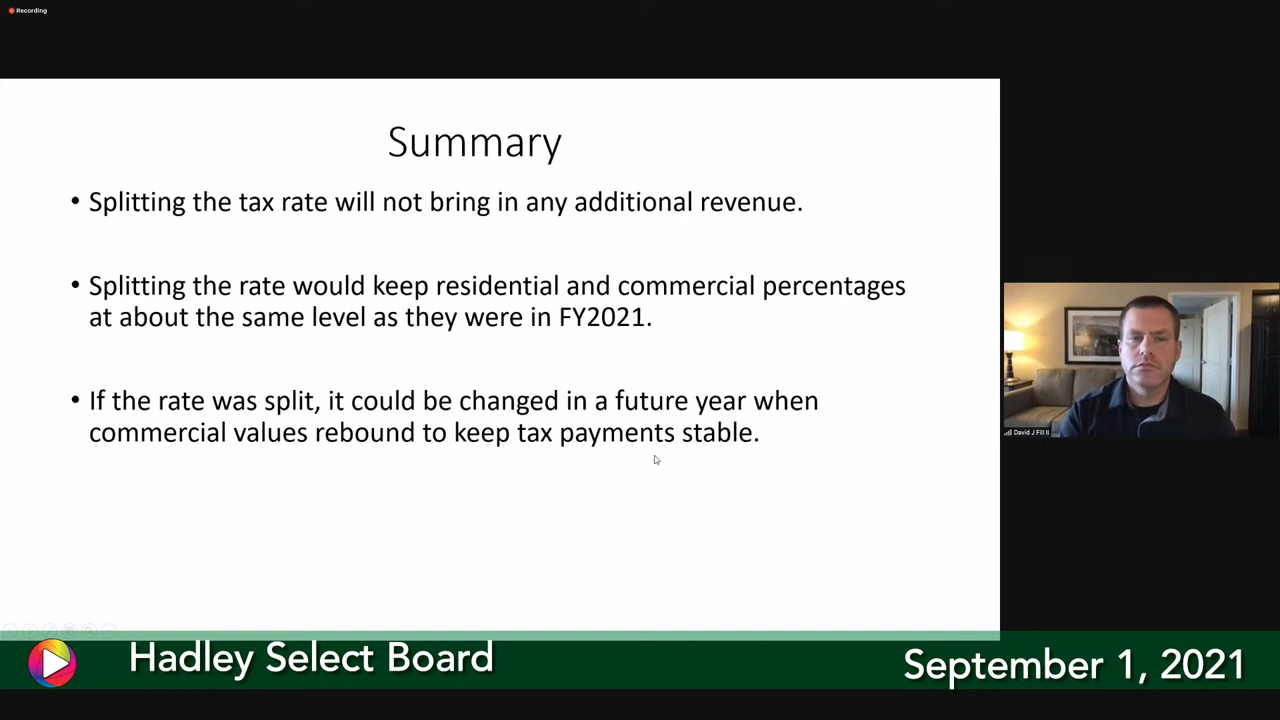 Recording
Summary
• Splitting the tax rate will not bring in any additional revenue.
• Splitting the rate would keep residential and commercial percentages
at about the same level as they were in FY2021.
• If the rate was split, it could be changed in a future year when
commercial values rebound to keep tax payments stable.
David J Fill II
Hadley Select Board
September 1, 2021